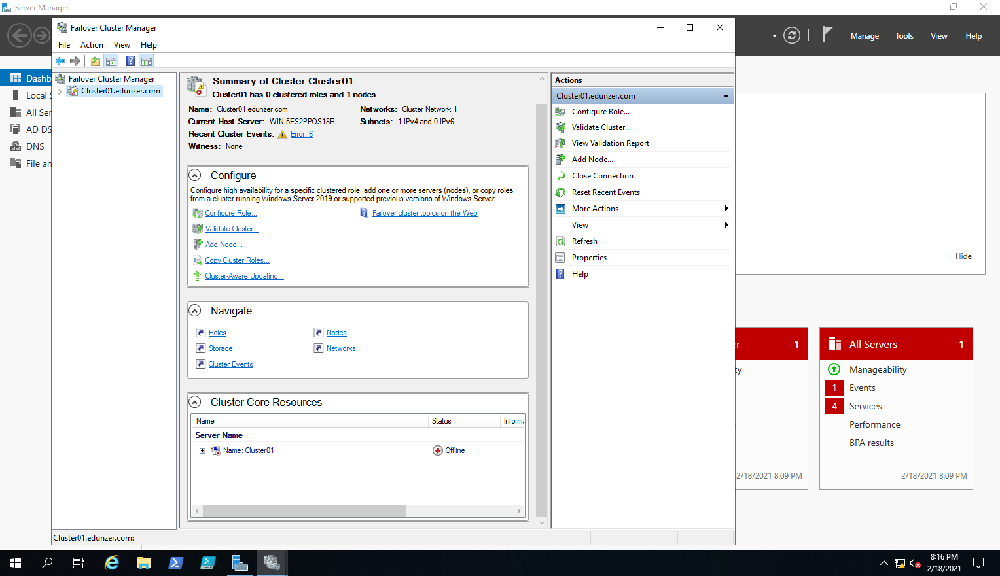 Server Manager
Manage
Tools
View
Help
Dashb
Local S
All Ser
AD DS
DNS
File an
Failover Cluster Manager
File
Action
View
Help
Failover Cluster Manager
Cluster01.edunzer.com
Summary of Cluster Cluster01
Cluster01 has 0 clustered roles and 1 nodes.
Name: Cluster01.edunzer.com
Networks: Cluster Network 1
Current Host Server: WIN-5ES2PPOS18R
Subnets: 1 IPv4 and 0 IPv6
Recent Cluster Events: Error: 6
Witness: None
Configure
Configure high availability for a specific clustered role, add one or more servers (nodes), or copy roles
from a cluster running Windows Server 2019 or supported previous versions of Windows Server.
Configure Role...
Failover cluster topics on the Web
Validate Cluster...
Add Node...
Copy Cluster Roles...
Cluster-Aware Updating...
Navigate
Roles
Nodes
Storage
Networks
Cluster Events
Cluster Core Resources
Name
Status
Informa
Server Name
Name: Cluster01
Offline
Actions
Cluster01.edunzer.com
Configure Role...
Validate Cluster...
View Validation Report
Add Node...
Close Connection
Reset Recent Events
More Actions
View
Refresh
Properties
Help
Cluster01.edunzer.com:
Hide
er 1
ty
2/18/2021 8:09 PM
All Servers 1
Manageability
1 Events
4 Services
Performance
BPA results
2/18/2021 8:09 PM
8:16 PM
2/18/2021